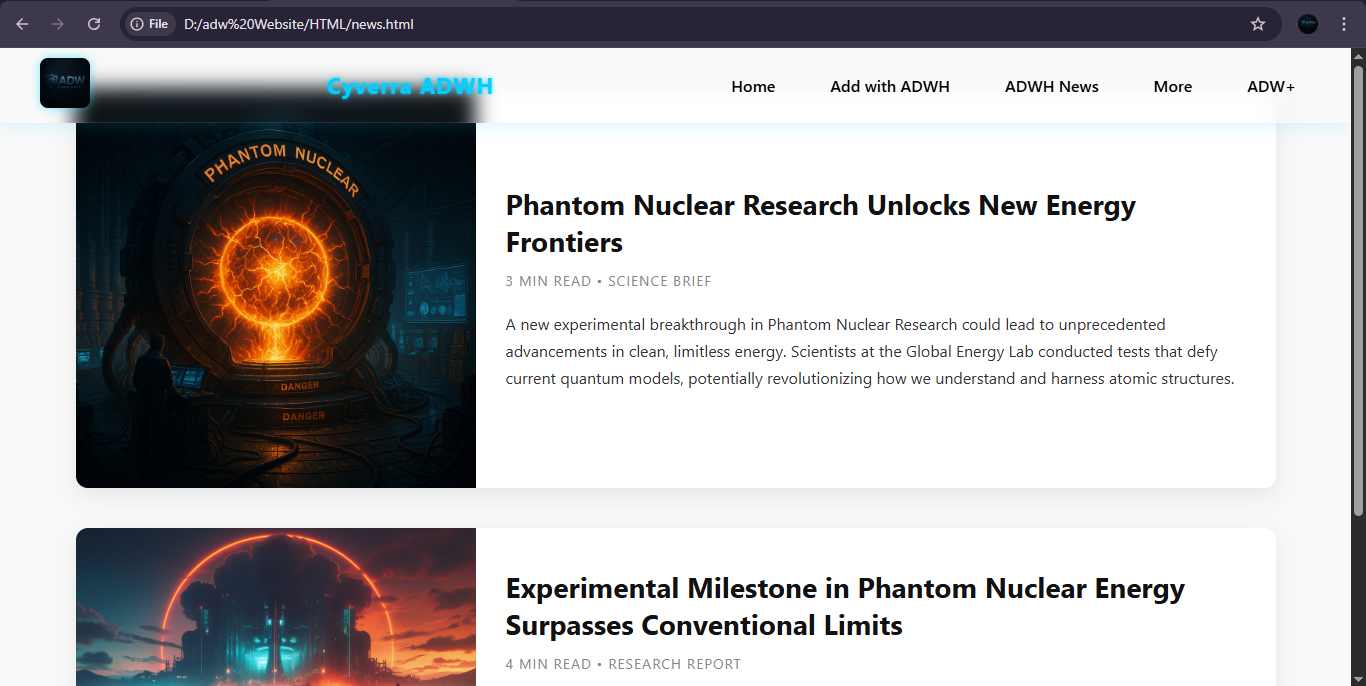 File D:/adw%20Website/HTML/news.html
ADW
Cyverra ADWH
Home
Add with ADWH
ADWH News
More
ADW+
PHANTOM NUCLEAR
DANGER
DANGER
Phantom Nuclear Research Unlocks New Energy
Frontiers
3 MIN READ • SCIENCE BRIEF
A new experimental breakthrough in Phantom Nuclear Research could lead to unprecedented
advancements in clean, limitless energy. Scientists at the Global Energy Lab conducted tests that defy
current quantum models, potentially revolutionizing how we understand and harness atomic structures.
Experimental Milestone in Phantom Nuclear Energy
Surpasses Conventional Limits
4 MIN READ • RESEARCH REPORT